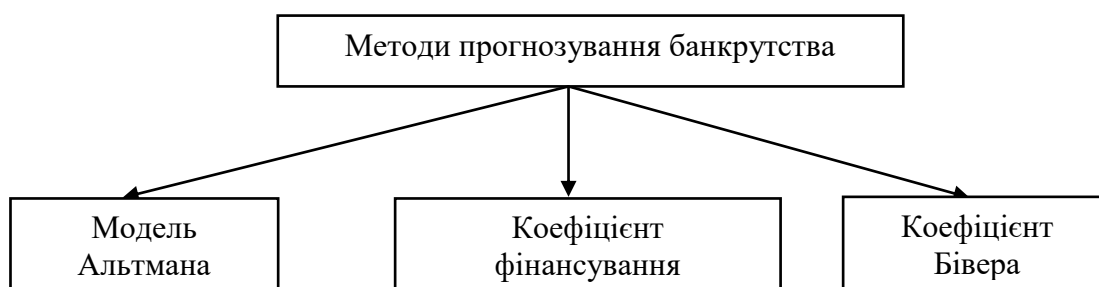 Методи прогнозування банкрутства
Модель
Альтмана
Коефіцієнт
фінансування
Коефіцієнт
Бівера